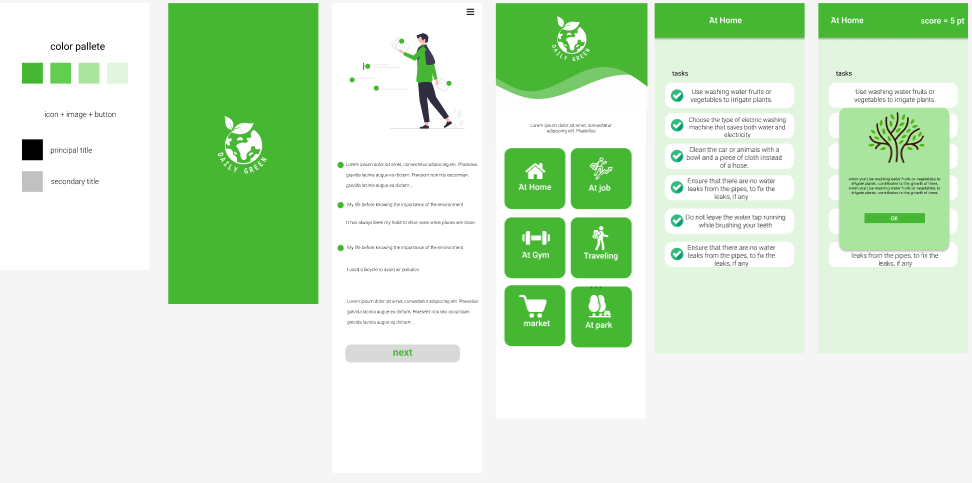 color pallete
icon + image + button
principal title
secondary title
DAILY GREEN
Lorem ipsum dolor sit amet, consectetur adipiscing elit. Phasellus
gravida lacinia augue eu dictum. Praesent non nisi accumsan,
gravida lacinia augue eu dictum...
My life before knowing the importance of the environment
It has always been my habit to drive, even when places are close.
My life before knowing the importance of the environment
I used a bicycle to avoid air pollution
Lorem ipsum dolor sit amet, consectetur adipiscing elit. Phasellus
gravida lacinia augue eu dictum. Praesent non nisi accumsan,
gravida lacinia augue eu dictum...
next
DAILY GREEN
Lorem ipsum dolor sit amet, consectetur
adipiscing elit. Phasellus
At Home
At job
At Gym
Traveling
market
At park
At Home
tasks
Use washing water fruits or
vegetables to irrigate plants.
Choose the type of electric washing
machine that saves both water and
electricity
Clean the car or animals with a
bowl and a piece of cloth instead
of a hose.
Ensure that there are no water
leaks from the pipes, to fix the
leaks, if any
Do not leave the water tap running
while brushing your teeth
Ensure that there are no water
leaks from the pipes, to fix the
leaks, if any
At Home
score = 5 pt
tasks
Use washing water fruits or
vegetables to irrigate plants.
when you Use washing water fruits or vegetables to
irrigate plants, contributes to the growth of trees,
when you Use washing water fruits or vegetables to
irrigate plants, contributes to the growth of trees,
OK
leaks from the pipes, to fix the
leaks, if any